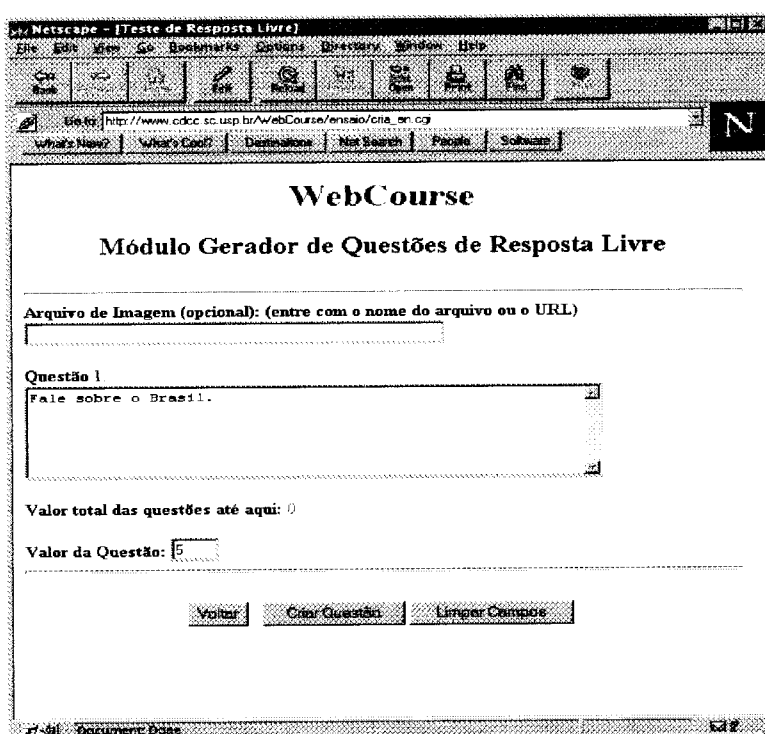 Netscape - [Teste de Resposta Livre]
File Edit View Go Bookmarks Options Directory Window Help
Back Edit Reload Open Print Find
Go to: http://www.cdcc.sc.usp.br/WebCourse/ensaio/cria_en.cgi
What's New? What's Cool? Destinations Net Search People Software
N
WebCourse
Módulo Gerador de Questões de Resposta Livre
Arquivo de Imagem (opcional): (entre com o nome do arquivo ou o URL)
Questão 1
Fale sobre o Brasil.
Valor total das questões até aqui: 0
Valor da Questão: 5
Voltar Criar Questão Limpar Campos
Document: Done